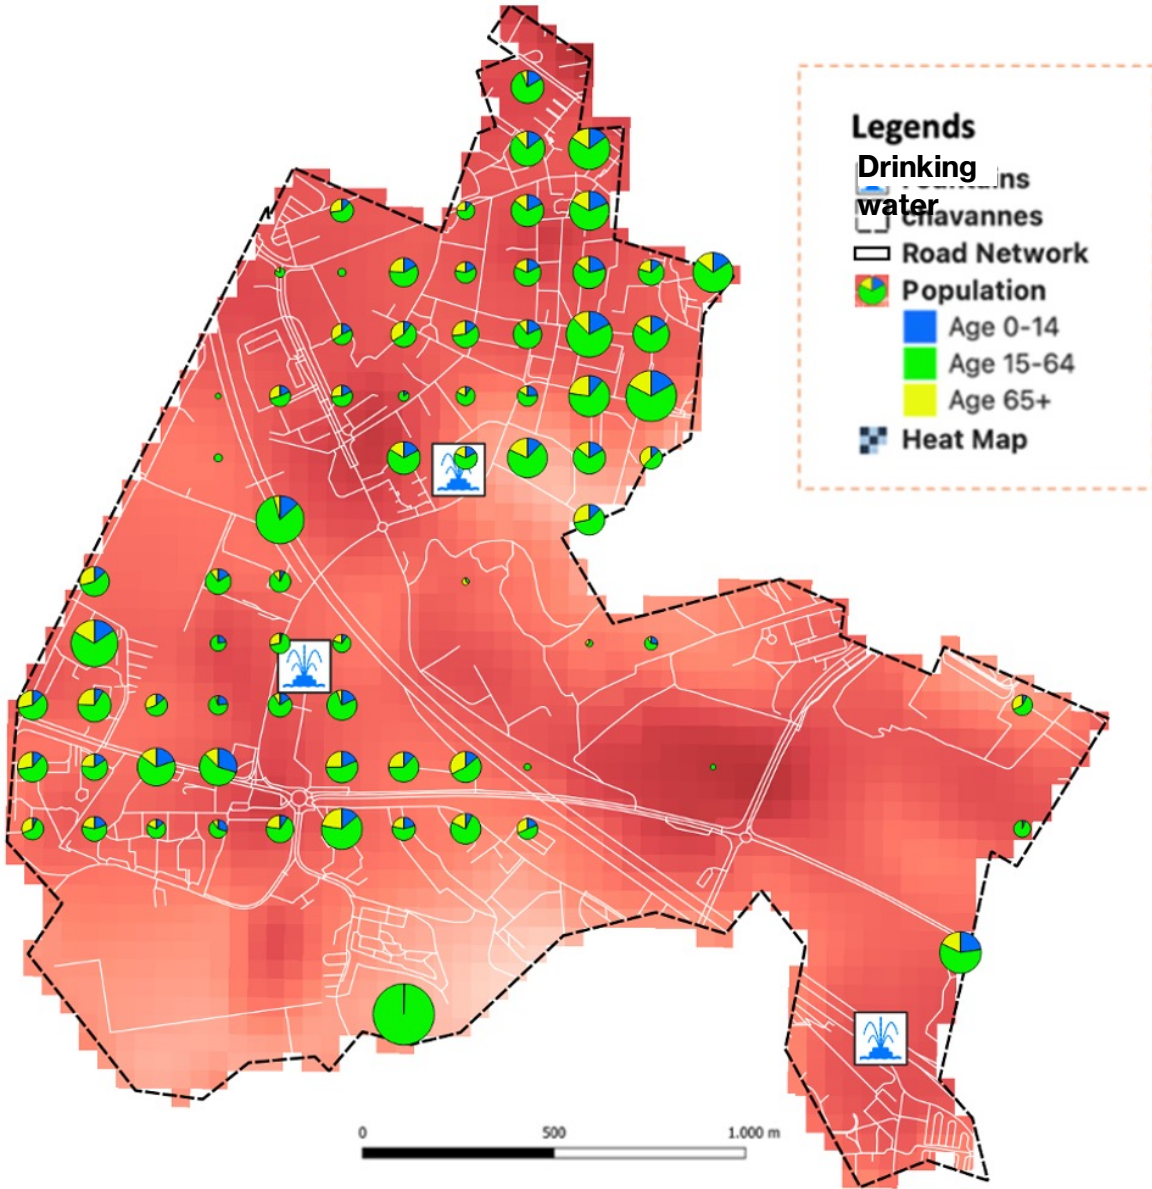 Legends
Drinking
water
fountains
Chavannes
Road Network
Population
Age 0-14
Age 15-64
Age 65+
Heat Map
0 500 1.000 m